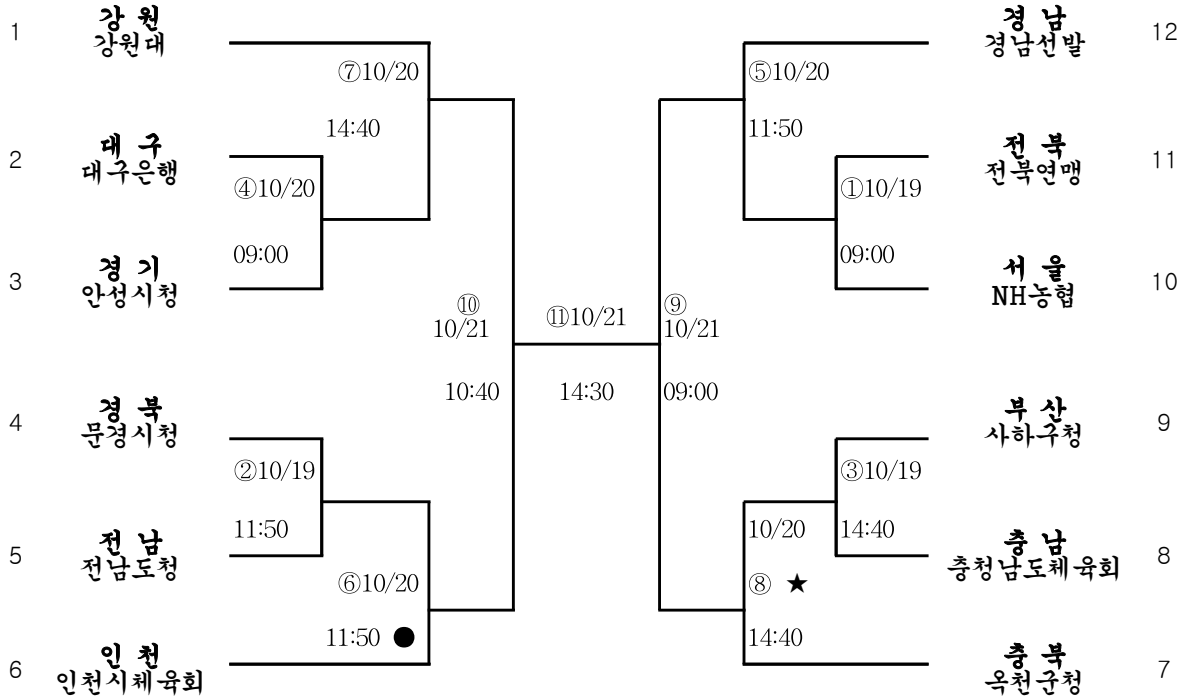 1
강 원
강원대
⑦10/20
14:40
2
대 구
대구은행
④10/20
09:00
3
경 기
안성시청
⑩
10/21
10:40
4
경 북
문경시청
②10/19
11:50
5
전 남
전남도청
⑥10/20
11:50 ●
6
인 천
인천시체육회
⑪10/21
14:30
12
경 남
경남선발
⑤10/20
11:50
11
전 북
전북연맹
①10/19
09:00
10
서 울
NH농협
⑨
10/21
09:00
9
부 산
사하구청
③10/19
14:40
8
충 남
충청남도체육회
10/20
⑧ ★
14:40
7
충 북
옥천구청